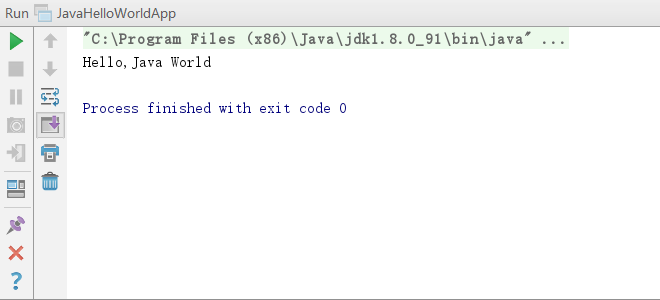 Run JavaHelloWorldApp
"C:\Program Files (x86)\Java\jdk1.8.0_91\bin\java" ...
Hello,Java World
Process finished with exit code 0